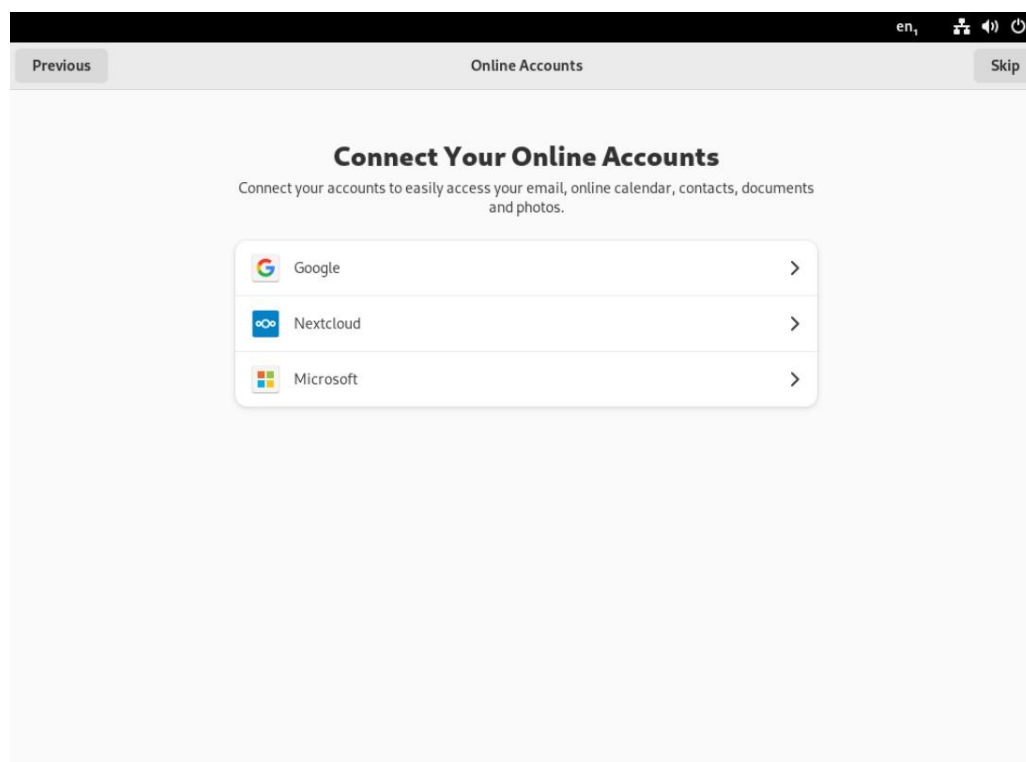 en₁
Previous
Online Accounts
Skip
Connect Your Online Accounts
Connect your accounts to easily access your email, online calendar, contacts, documents
and photos.
Google
Nextcloud
Microsoft